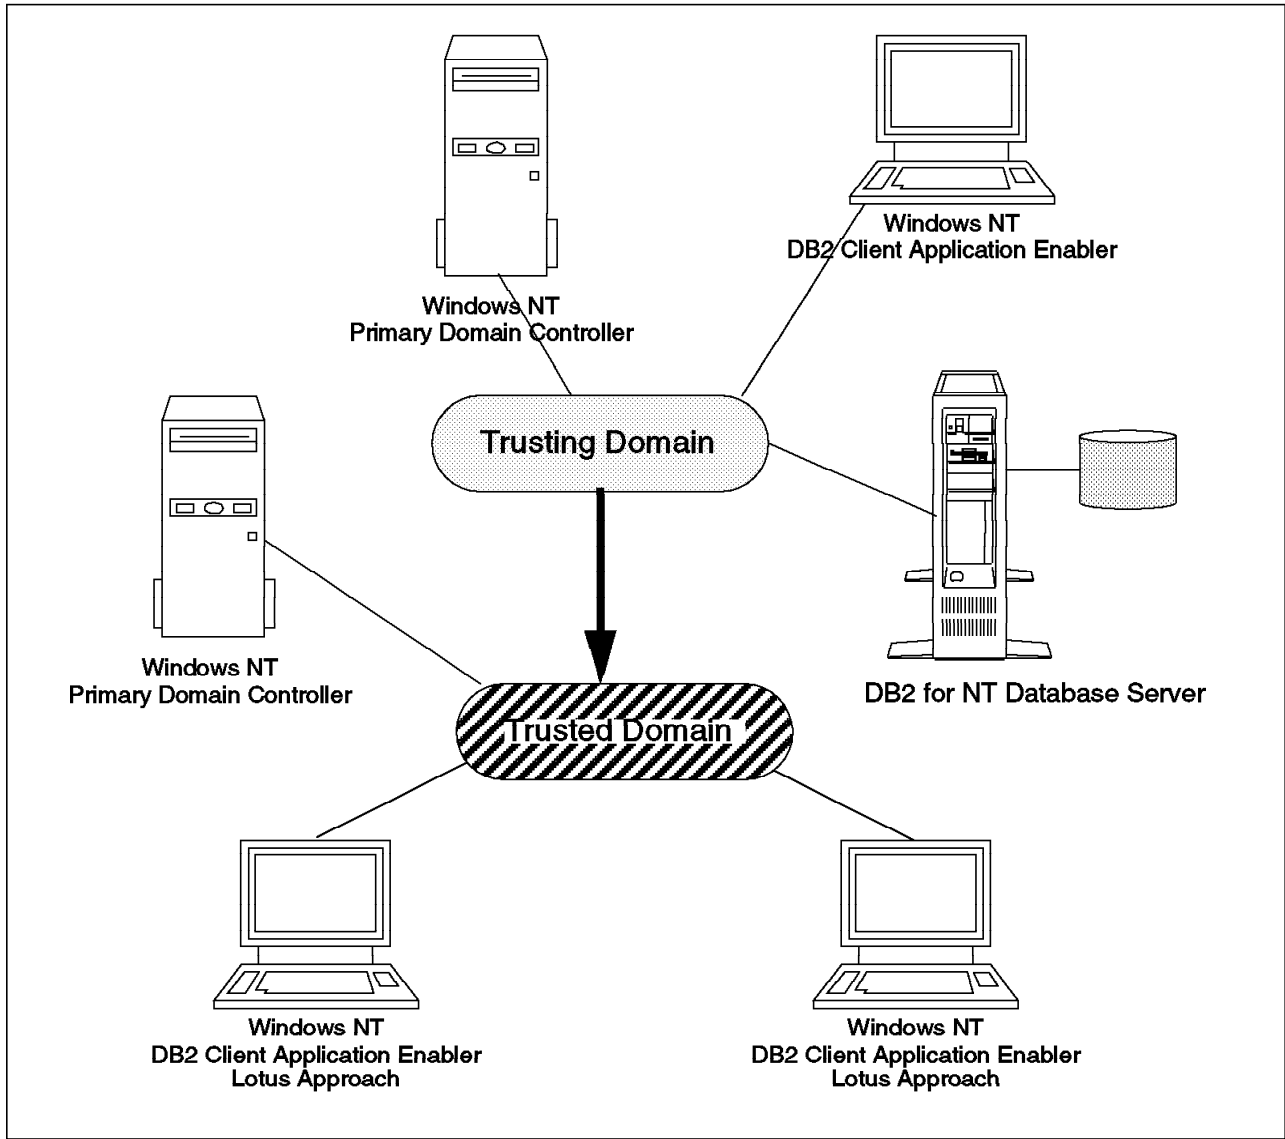 Windows NT
DB2 Client Application Enabler
Windows NT
Primary Domain Controller
Trusting Domain
Windows NT
Primary Domain Controller
DB2 for NT Database Server
Trusted Domain
Windows NT
DB2 Client Application Enabler
Lotus Approach
Windows NT
DB2 Client Application Enabler
Lotus Approach